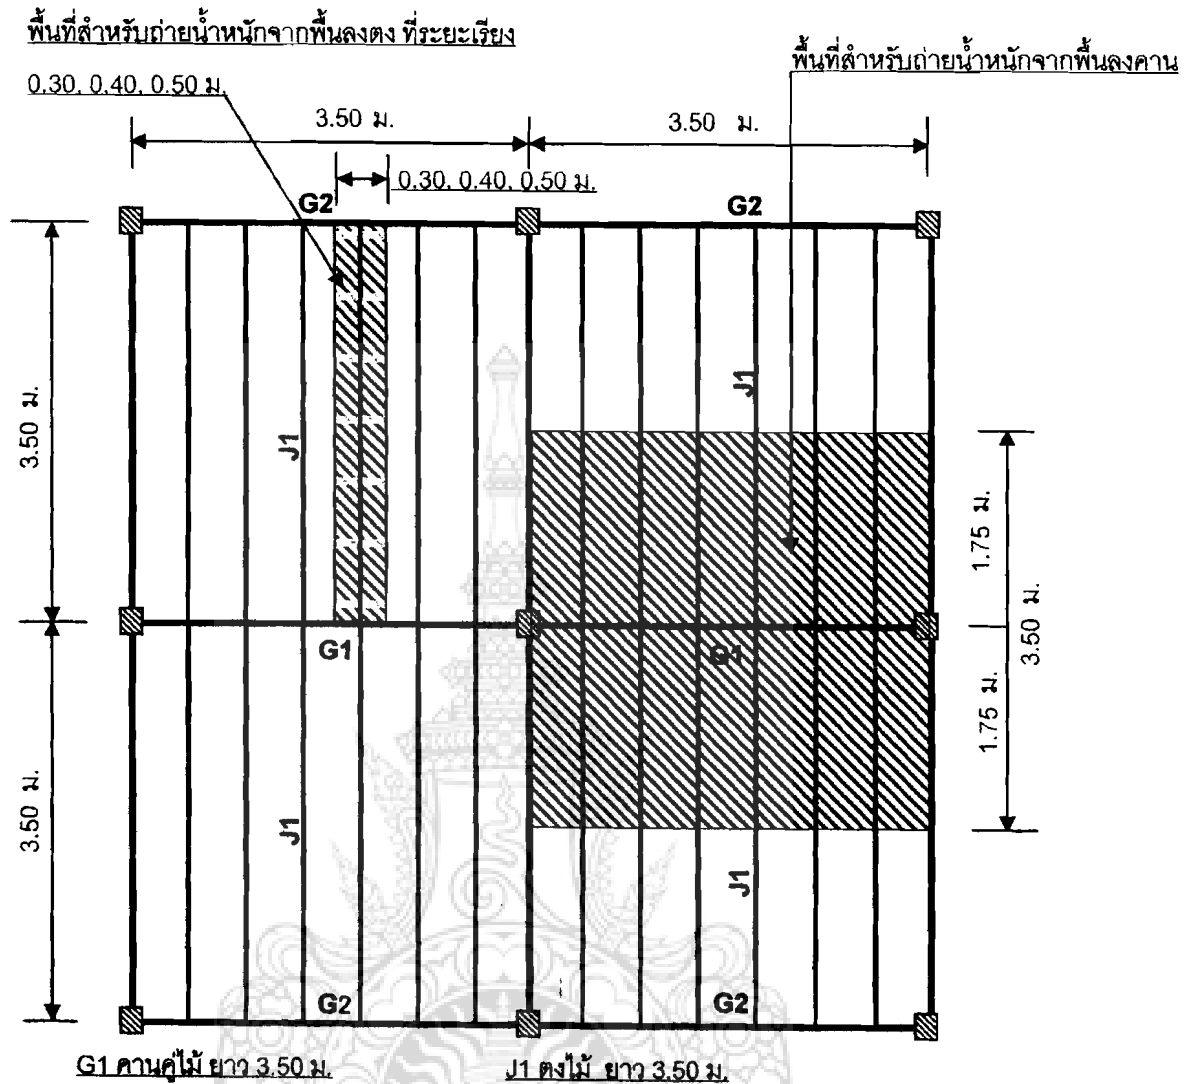 พื้นที่สำหรับถ่ายน้ำหนักจากพื้นลงตง ที่ระยะเรียง
0.30, 0.40, 0.50 ม.
พื้นที่สำหรับถ่ายน้ำหนักจากพื้นลงคาน
3.50 ม.
3.50 ม.
0.30, 0.40, 0.50 ม.
G2
G2
3.50 ม.
J1
J1
1.75 ม.
3.50 ม.
G1
G1
1.75 ม.
3.50 ม.
J1
J1
G2
G2
G1 คานคู่ไม้ ยาว 3.50 ม.
J1 ตงไม้ ยาว 3.50 ม.